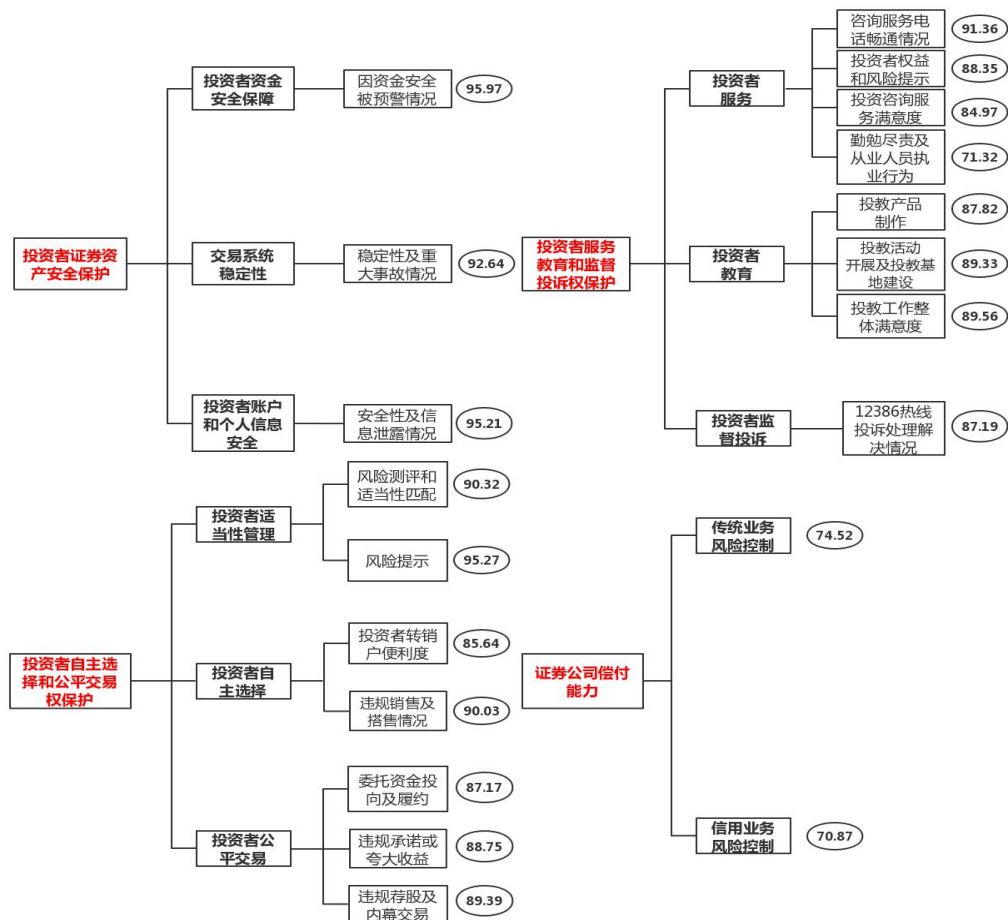 投资者证券资
产安全保护
投资者资金
安全保障
因资金安全
被预警情况
95.97
交易系统
稳定性
稳定性及重
大事故情况
92.64
投资者账户
和个人信息
安全
安全性及信
息泄露情况
95.21
投资者服务
教育和监督
投诉权保护
投资者
服务
咨询服务电
话畅通情况
91.36
投资者权益
和风险提示
88.35
投资咨询服
务满意度
84.97
勤勉尽责及
从业人员执
业行为
71.32
投资者
教育
投教产品
制作
87.82
投教活动
开展及投教基
地建设
89.33
投教工作整
体满意度
89.56
投资者监
督投诉
12386热线
投诉处理解
决情况
87.19
投资者自主选
择和公平交易
权保护
投资者适
当性管理
风险测评和
适当性匹配
90.32
风险提示
95.27
投资者自
主选择
投资者转销
户便利度
85.64
违规销售及
搭售情况
90.03
投资者公
平交易
委托资金投
向及履约
87.17
违规承诺或
夸大收益
88.75
违规荐股及
内幕交易
89.39
证券公司偿付
能力
传统业务
风险控制
74.52
信用业务
风险控制
70.87